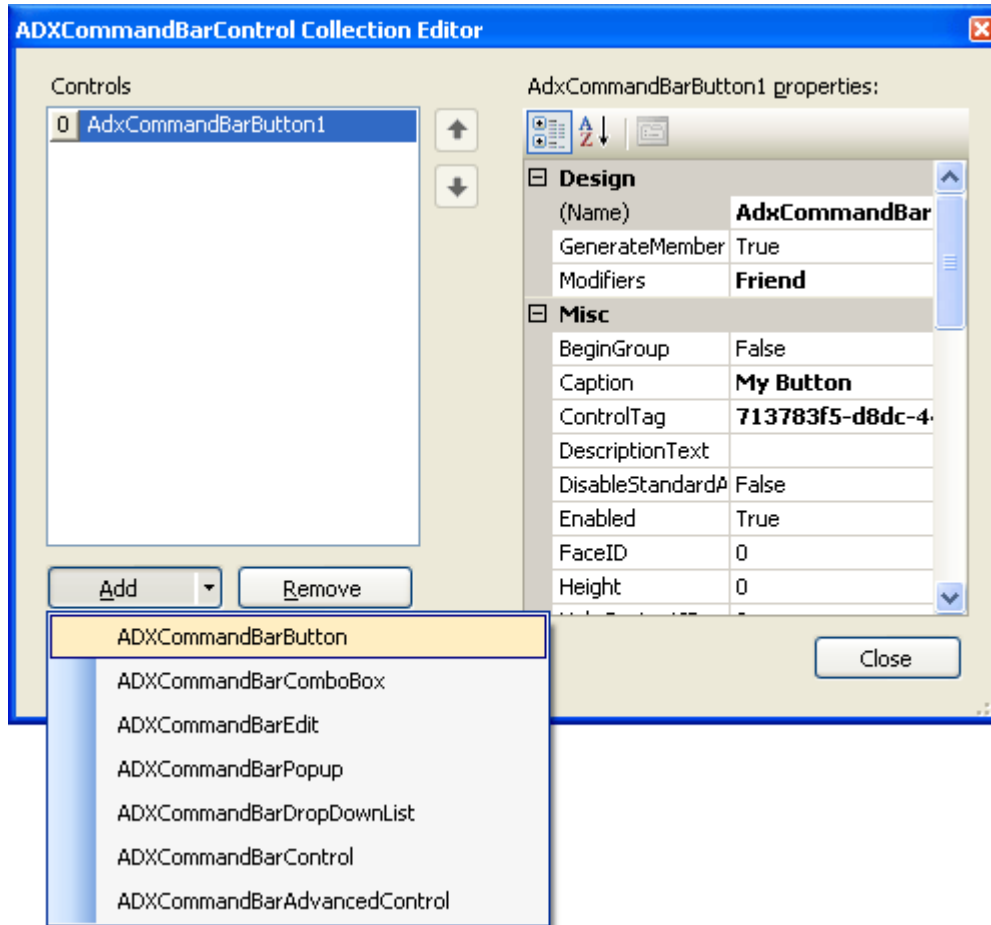 ADXCommandBarControl Collection Editor
Controls
0 AdxCommandBarButton1
AdxCommandBarButton1 properties:
Design
(Name) AdxCommandBar
GenerateMember True
Modifiers Friend
Misc
BeginGroup False
Caption My Button
ControlTag 713783f5-d8dc-4
DescriptionText
DisableStandardA False
Enabled True
FaceID 0
Height 0
Add
Remove
Close
ADXCommandBarButton
ADXCommandBarComboBox
ADXCommandBarEdit
ADXCommandBarPopup
ADXCommandBarDropDownList
ADXCommandBarControl
ADXCommandBarAdvancedControl